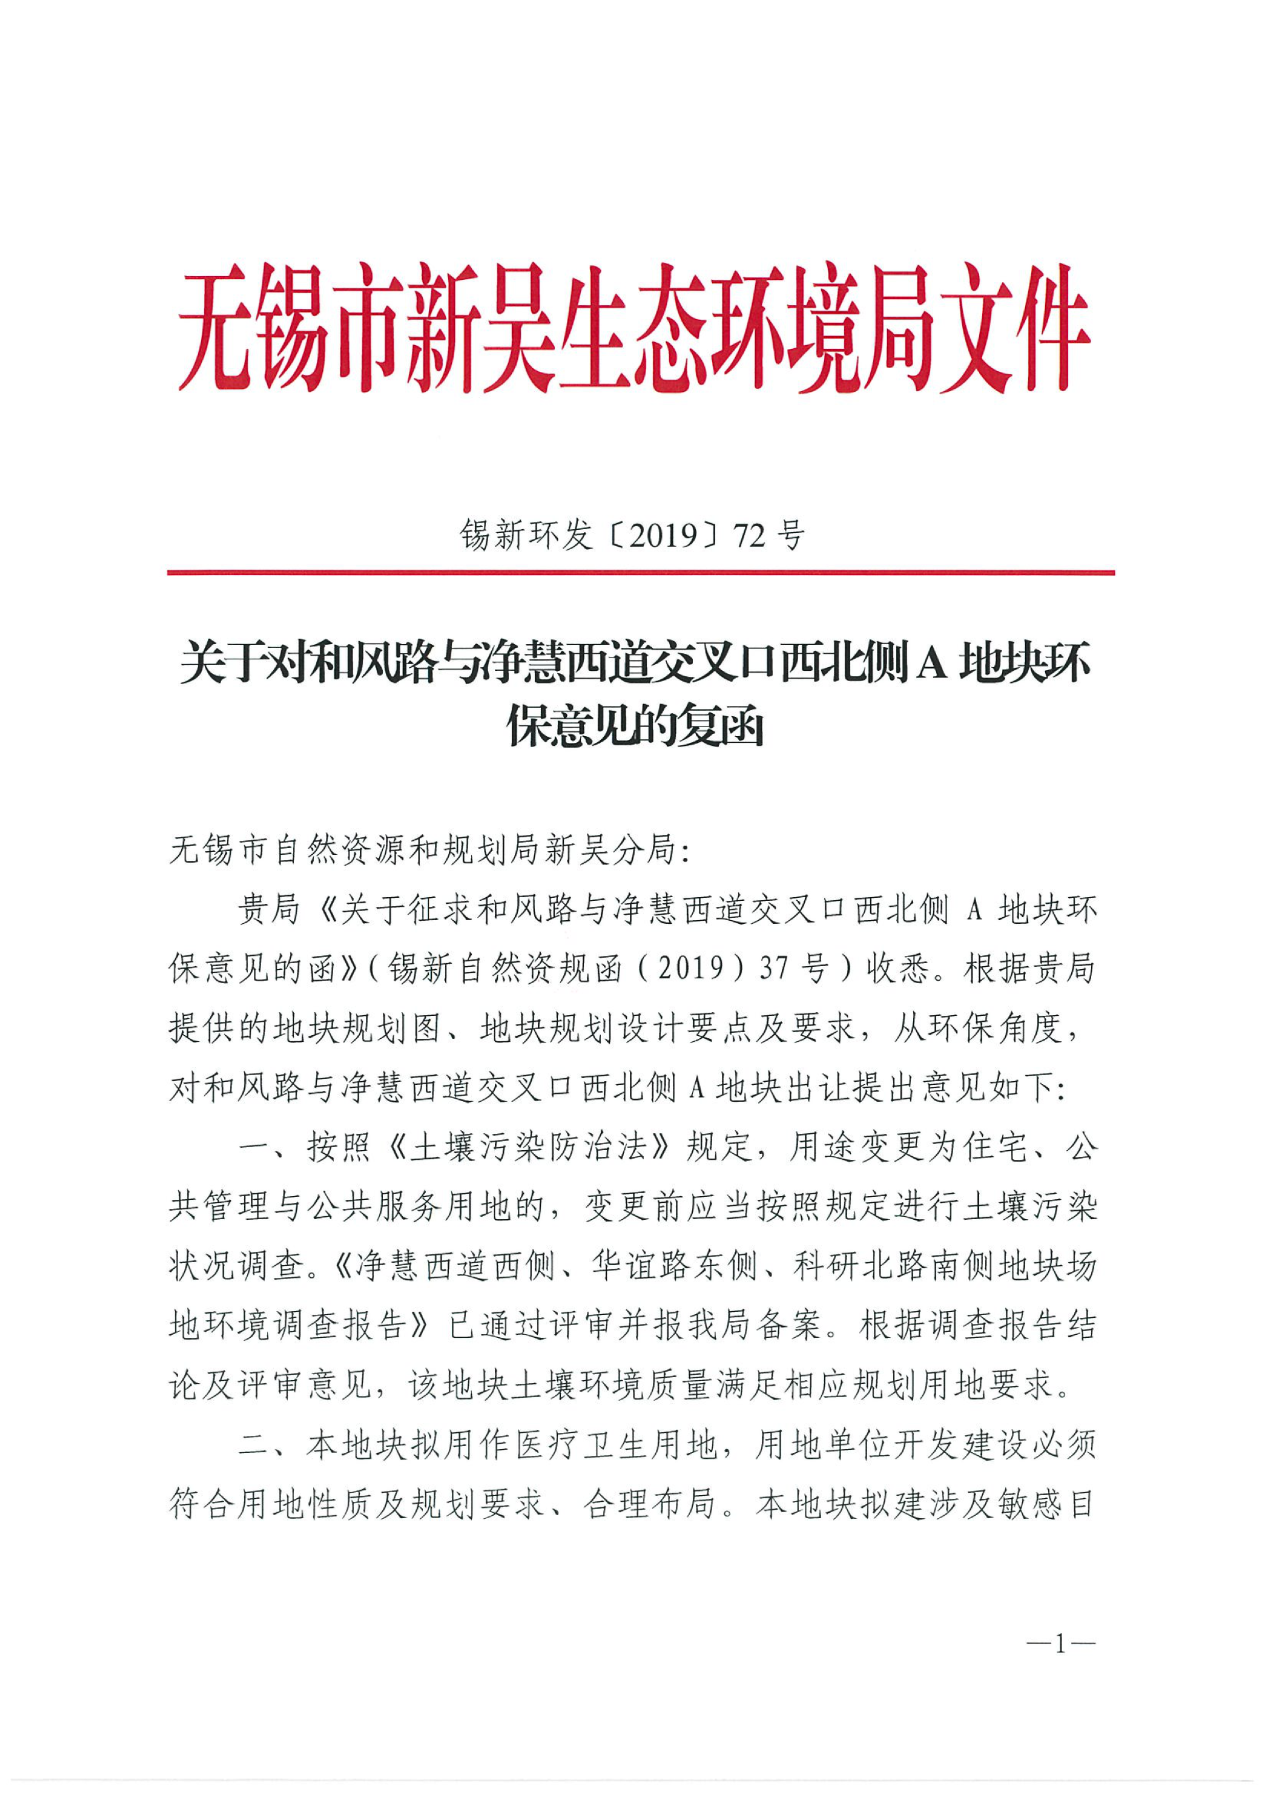 无锡市新吴生态环境局文件
锡新环发〔2019〕72 号
关于对和风路与净慧西道交叉口西北侧 A 地块环
保意见的复函
无锡市自然资源和规划局新吴分局：
贵局《关于征求和风路与净慧西道交叉口西北侧 A 地块环
保意见的函》（锡新自然资规函（2019）37 号）收悉。根据贵局
提供的地块规划图、地块规划设计要点及要求，从环保角度，
对和风路与净慧西道交叉口西北侧 A 地块出让提出意见如下：
一、按照《土壤污染防治法》规定，用途变更为住宅、公
共管理与公共服务用地的，变更前应当按照规定进行土壤污染
状况调查。《净慧西道西侧、华谊路东侧、科研北路南侧地块场
地环境调查报告》已通过评审并报我局备案。根据调查报告结
论及评审意见，该地块土壤环境质量满足相应规划用地要求。
二、本地块拟用作医疗卫生用地，用地单位开发建设必须
符合用地性质及规划要求、合理布局。本地块拟建涉及敏感目
—1—